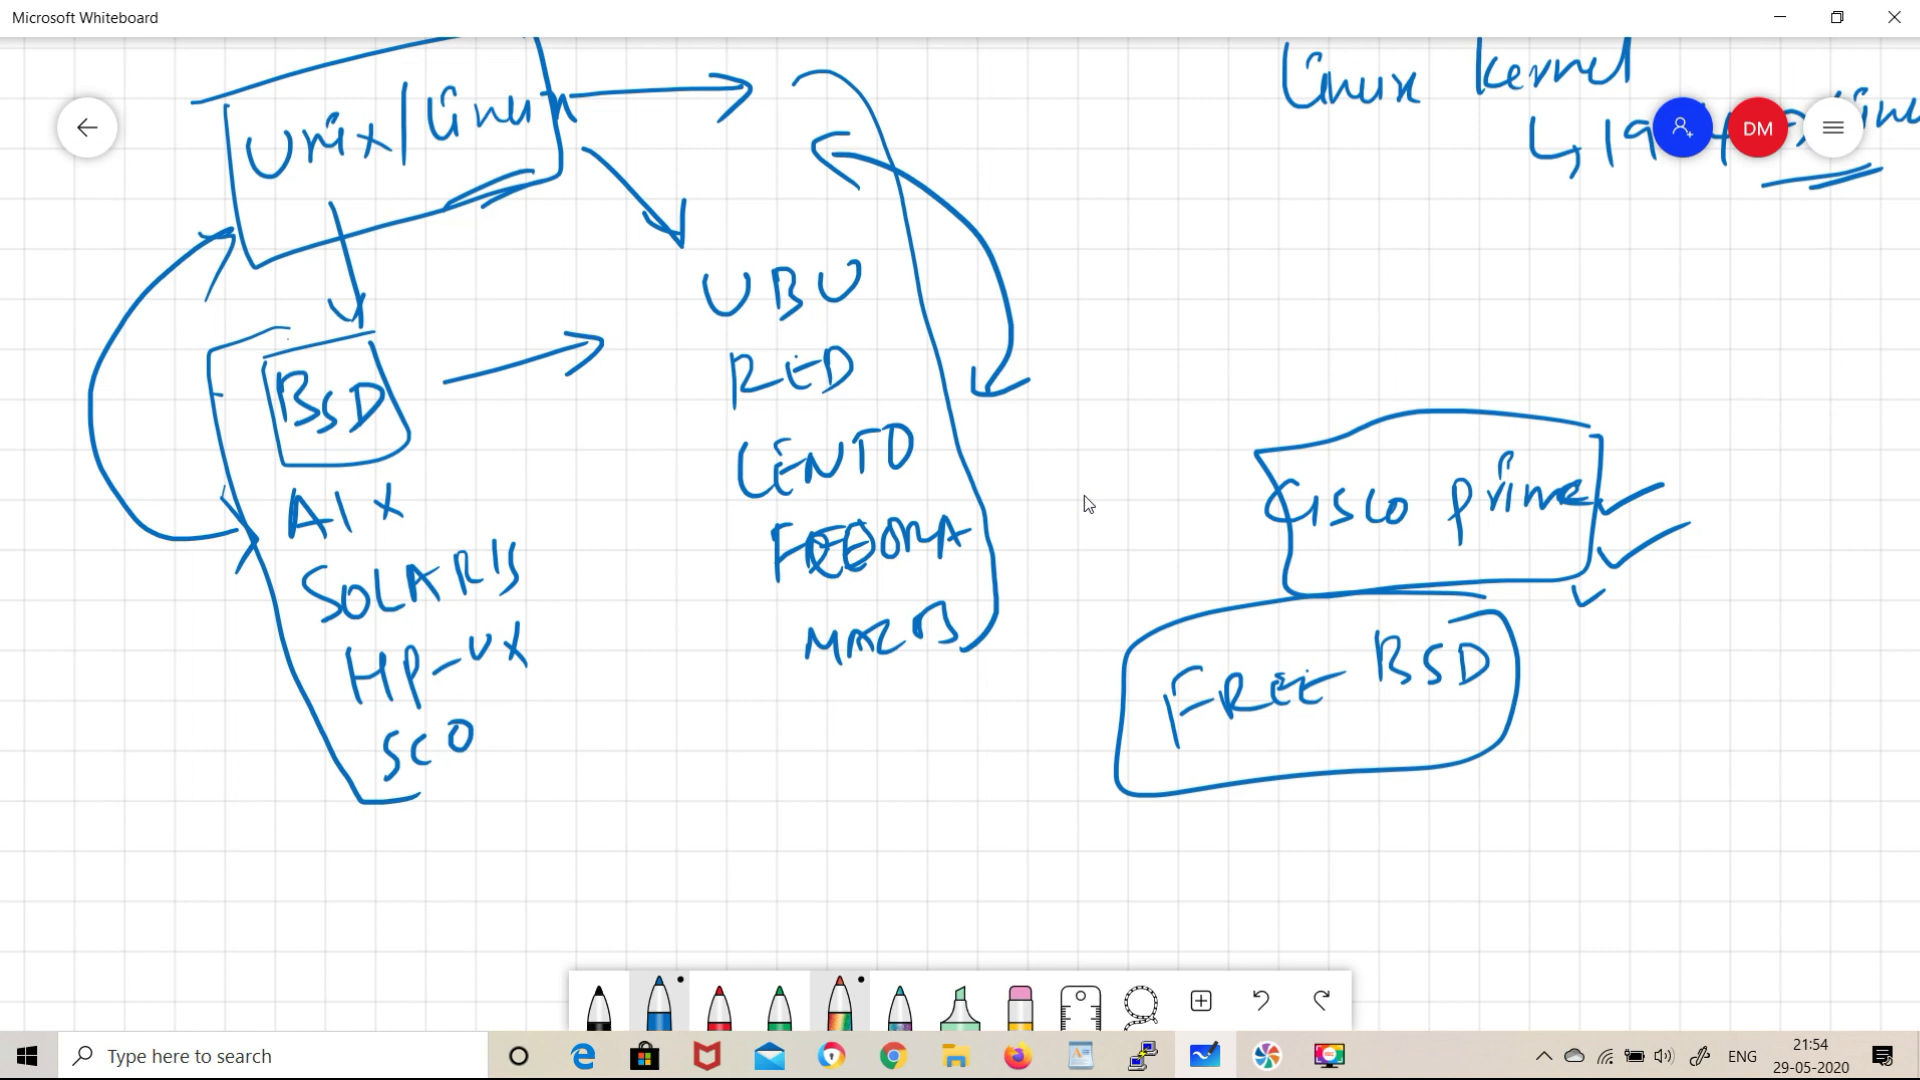 Microsoft Whiteboard
Unix/Linux
Linux kernel
DM
BSD
AIX
SOLARIS
HP-UX
SCO
UBU
RED
CENTO
FEDORA
Cisco prime
FREE BSD
Type here to search
ENG
21:54
29-05-2020